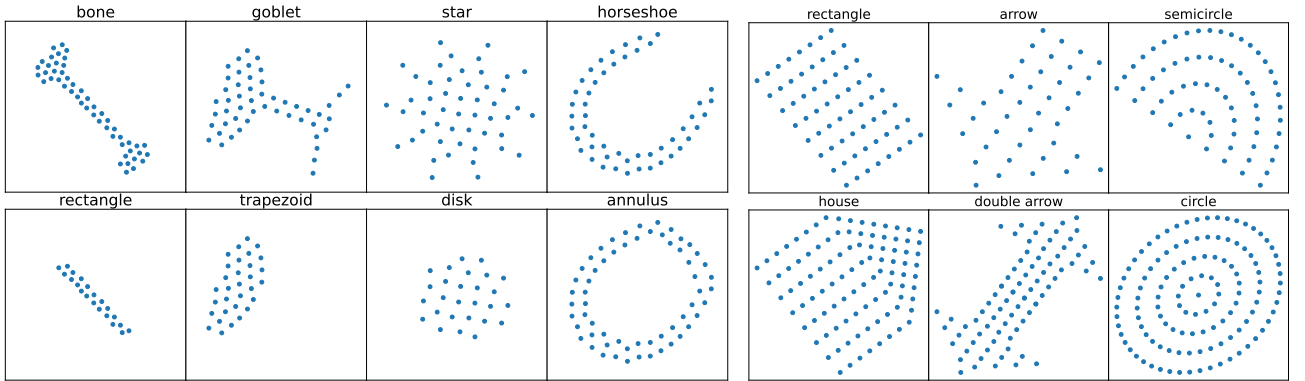 bone goblet star horseshoe rectangle arrow semicircle
rectangle trapezoid disk annulus house double arrow circle